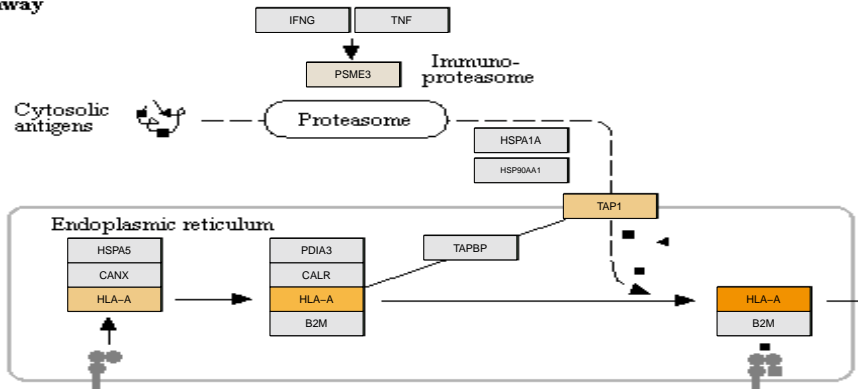 IFNG TNF
PSME3
Immuno-
proteasome
Cytosolic
antigens
Proteasome
HSPA1A
HSP90AA1
TAP1
Endoplasmic reticulum
HSPA5 PDIA3 TAPBP
CANX CALR
HLA−A HLA−A HLA−A
B2M B2M